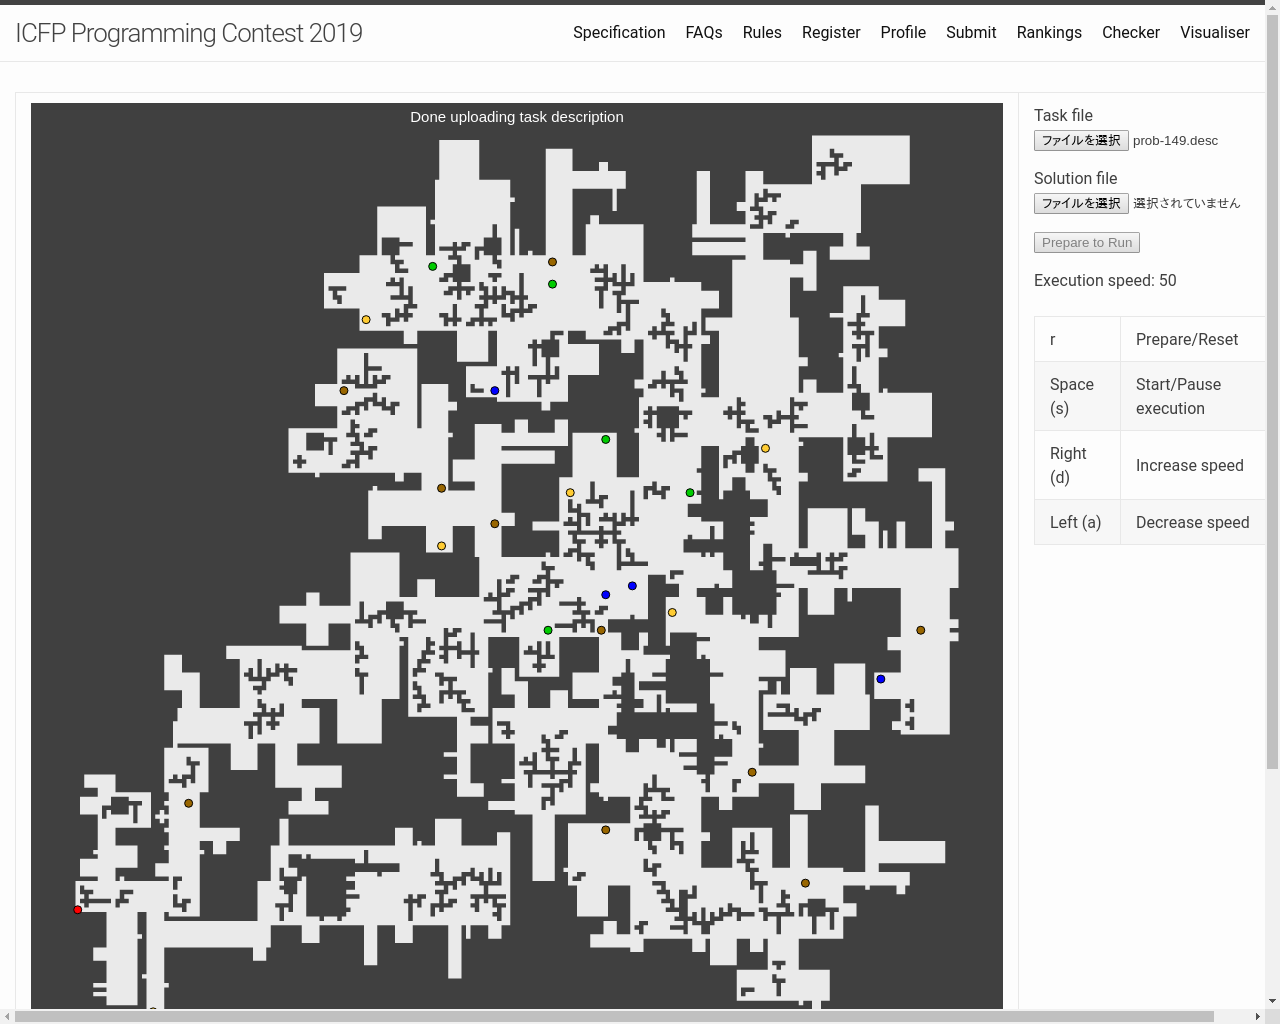 ICFP Programming Contest 2019
Specification FAQs Rules Register Profile Submit Rankings Checker Visualiser
Done uploading task description
Task file
ファイルを選択 prob-149.desc
Solution file
ファイルを選択 選択されていません
Prepare to Run
Execution speed: 50
r Prepare/Reset
Space (s) Start/Pause execution
Right (d) Increase speed
Left (a) Decrease speed